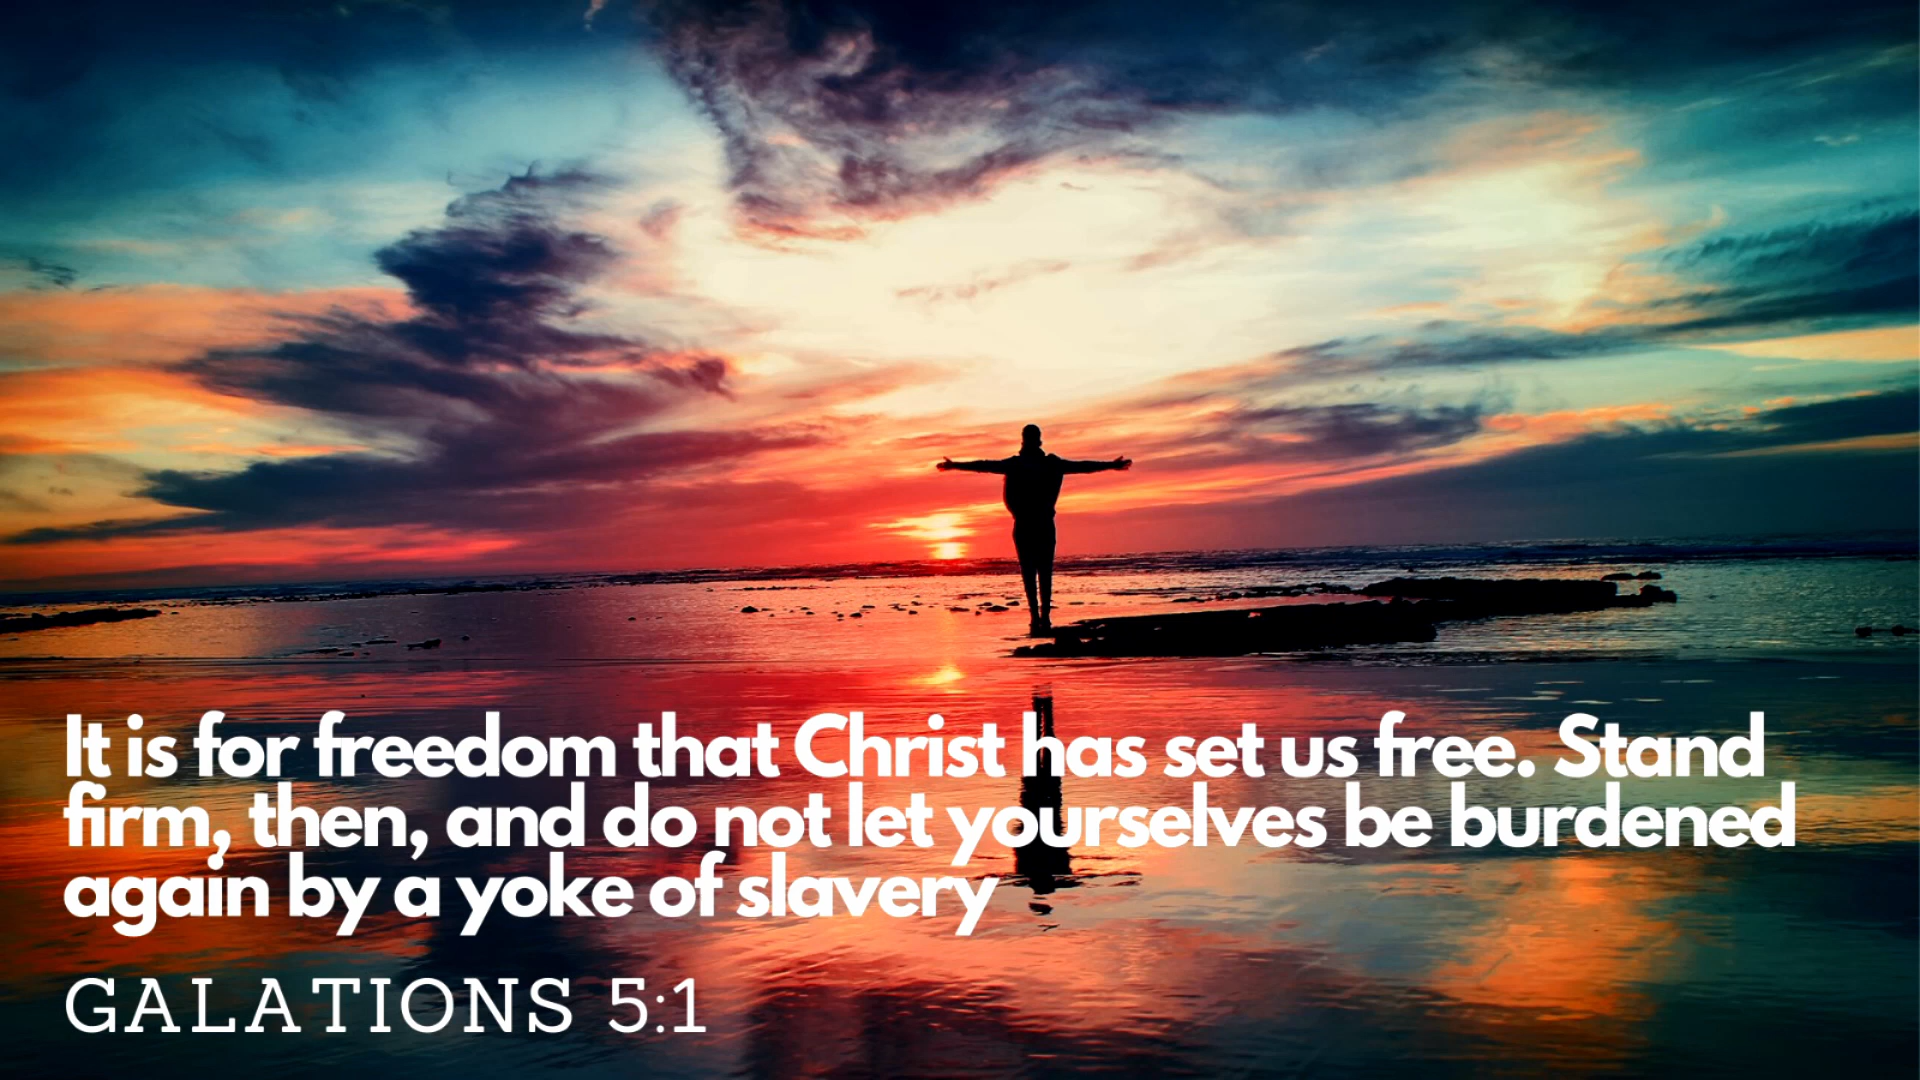 It is for freedom that Christ has set us free. Stand
firm, then, and do not let yourselves be burdened
again by a yoke of slavery
GALATIONS 5:1